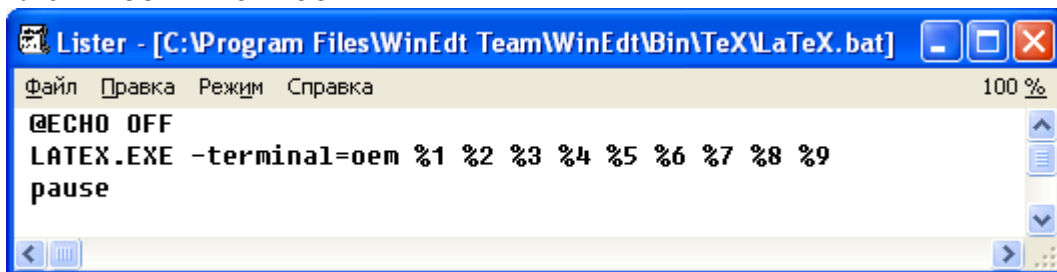 Lister - [C:\Program Files\WinEdt Team\WinEdt\Bin\TeX\LaTeX.bat]
Файл Правка Режим Справка 100 %
@ECHO OFF
LATEX.EXE -terminal=oem %1 %2 %3 %4 %5 %6 %7 %8 %9
pause